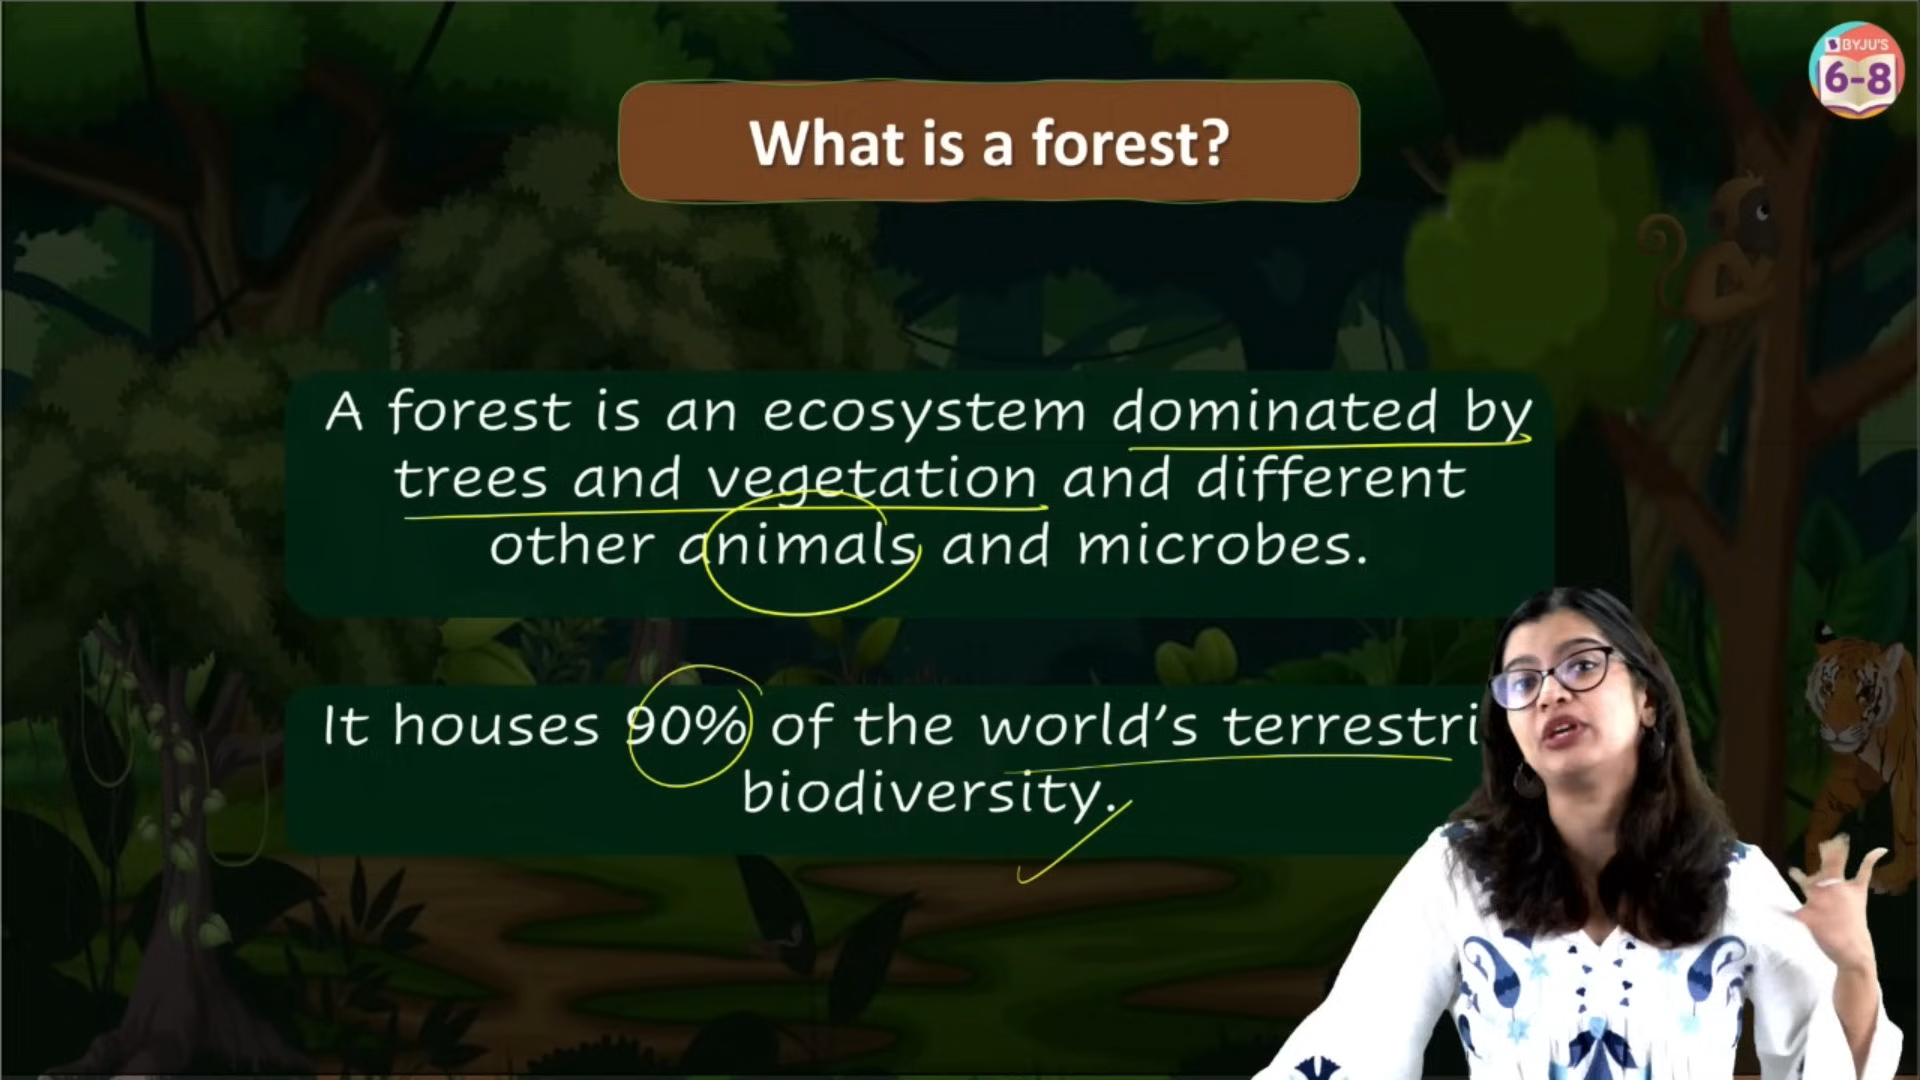 BYJU'S
6-8
What is a forest?
A forest is an ecosystem dominated by
trees and vegetation and different
other animals and microbes.
It houses 90% of the world's terrestri
biodiversity.